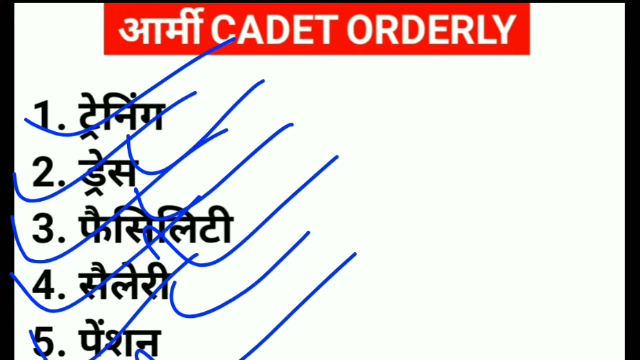 आर्मी CADET ORDERLY
1. ट्रेनिंग
2. ड्रेस
3. फैसिलिटी
4. सैलेरी
5. पेंशन